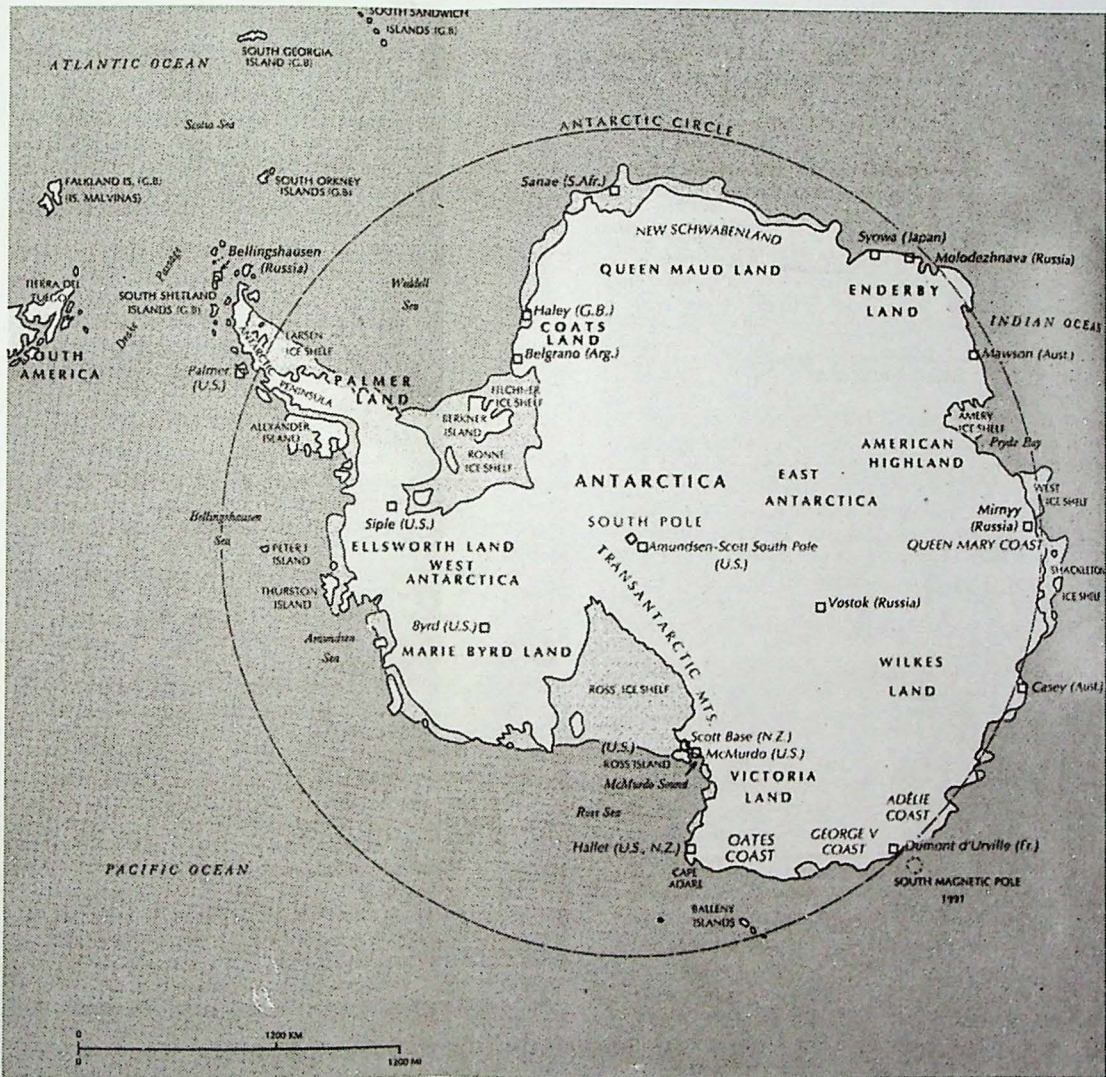 SOUTH SANDWICH
ISLANDS (G.B)
SOUTH GEORGIA
ISLAND (G.B)
ATLANTIC OCEAN
Scotia Sea
ANTARCTIC CIRCLE
FALKLAND IS. (G.B)
(IS. MALVINAS)
SOUTH ORKNEY
ISLANDS (G.B)
Sanae (S.Afr.)
NEW SCHWABENLAND
Syowa (Japan)
Molodezhnava (Russia)
QUEEN MAUD LAND
ENDERBY
LAND
Bellingshausen
(Russia)
Drake Passage
TIERRA DEL
FUEGO
SOUTH SHETLAND
ISLANDS (G.B)
Weddell
Sea
Haley (G.B.)
COATS
LAND
Belgrano (Arg.)
INDIAN OCEAN
Mawson (Aust.)
SOUTH
AMERICA
LARSEN
ICE SHELF
ANTARCTIC
PENINSULA
Palmer
(U.S.)
PALMER
LAND
FILCHNER
ICE SHELF
BERKNER
ISLAND
RONNE
ICE SHELF
ALEXANDER
ISLAND
AMERY
ICE SHELF
Pryde Bay
AMERICAN
HIGHLAND
ANTARCTICA
EAST
ANTARCTICA
WEST
ICE SHELF
Mirnyy
(Russia)
QUEEN MARY COAST
SHACKLETON
ICE SHELF
Siple (U.S.)
SOUTH POLE
Amundsen-Scott South Pole
(U.S.)
Bellingshausen
Sea
PETER I
ISLAND
ELLSWORTH LAND
WEST
ANTARCTICA
THURSTON
ISLAND
TRANSANTARCTIC MTS.
Vostok (Russia)
Byrd (U.S.)
Amundsen
Sea
MARIE BYRD LAND
WILKES
LAND
ROSS ICE SHELF
Casey (Aust.)
Scott Base (N.Z.)
(U.S.)
McMurdo (U.S.)
ROSS ISLAND
McMurdo Sound
VICTORIA
LAND
Ross Sea
ADÉLIE
COAST
Hallet (U.S., N.Z.)
OATES
COAST
GEORGE V
COAST
Dumont d'Urville (Fr.)
CAPE
ADARE
SOUTH MAGNETIC POLE
1991
PACIFIC OCEAN
BALLENY
ISLANDS
0 1200 KM
0 1200 MI